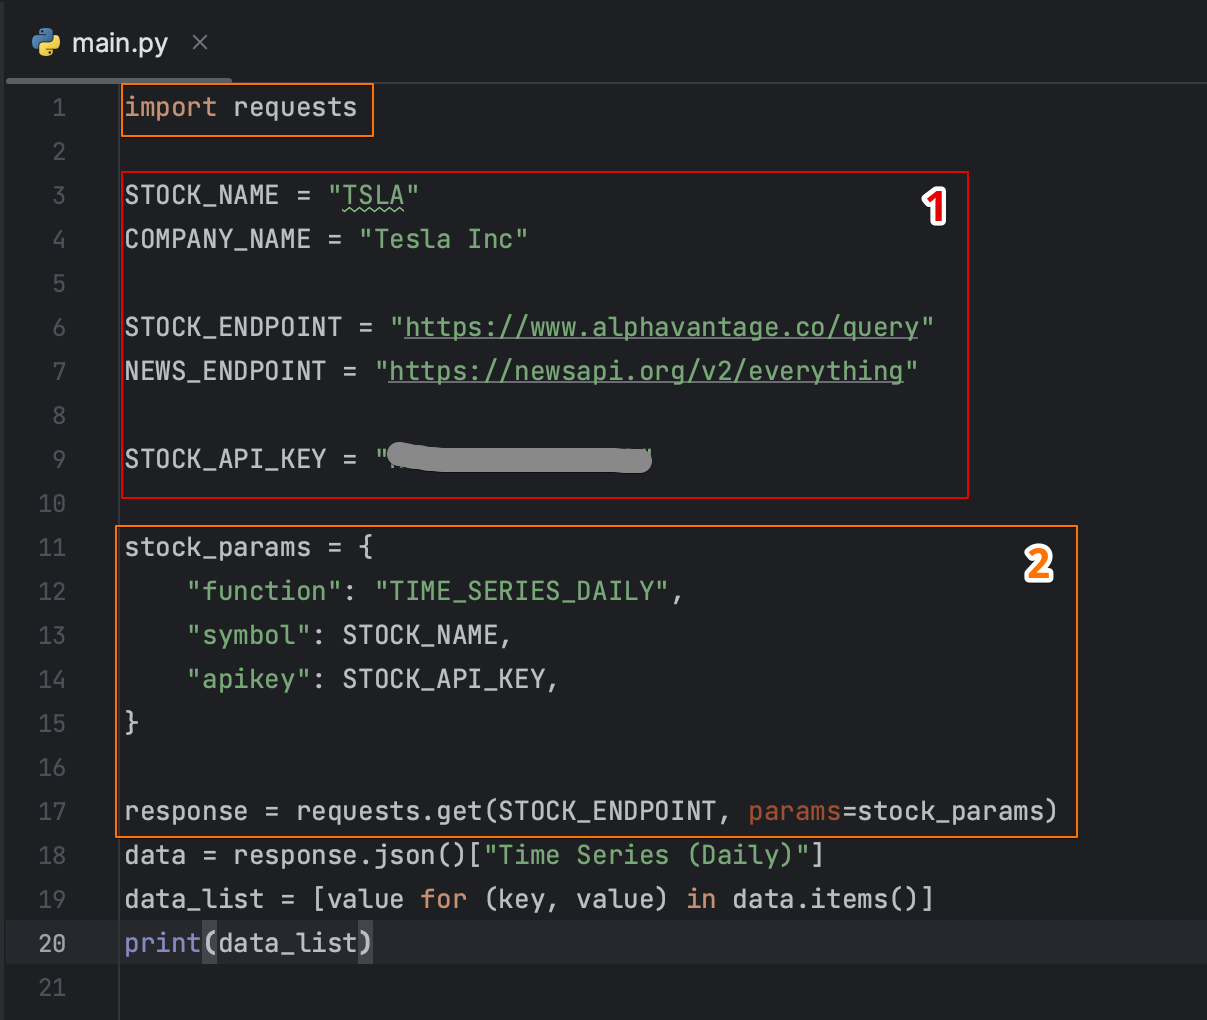 main.py
1 import requests
2
3 STOCK_NAME = "TSLA"
1
4 COMPANY_NAME = "Tesla Inc"
5
6 STOCK_ENDPOINT = "https://www.alphavantage.co/query"
7 NEWS_ENDPOINT = "https://newsapi.org/v2/everything"
8
9 STOCK_API_KEY = "
10
11 stock_params = {
2
12     "function": "TIME_SERIES_DAILY",
13     "symbol": STOCK_NAME,
14     "apikey": STOCK_API_KEY,
15 }
16
17 response = requests.get(STOCK_ENDPOINT, params=stock_params)
18 data = response.json()["Time Series (Daily)"]
19 data_list = [value for (key, value) in data.items()]
20 print(data_list)
21